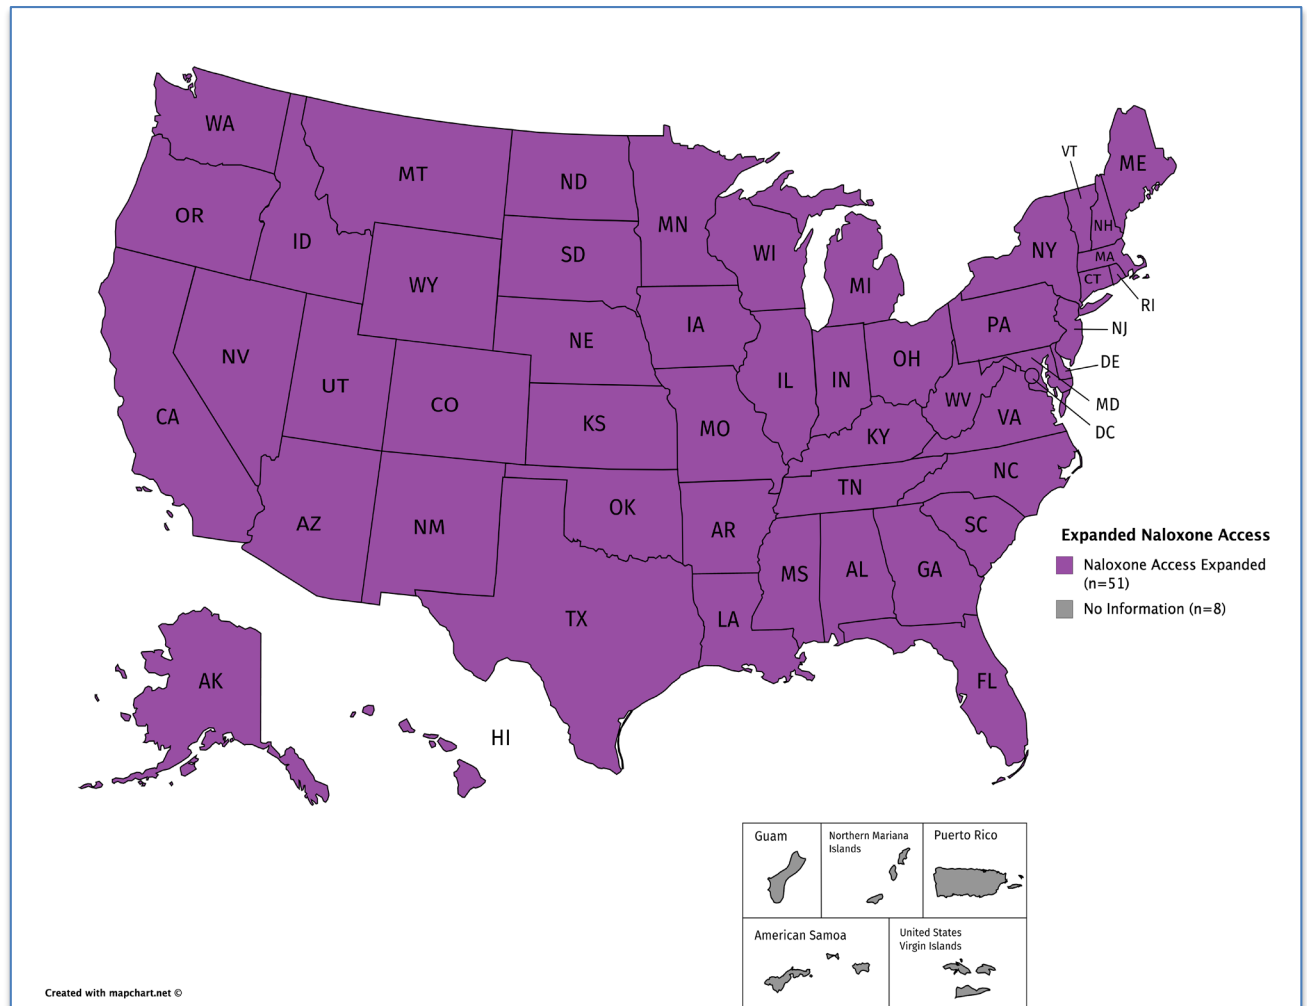 WA
MT
ND
MN
VT
ME
OR
ID
SD
WI
NH
NY
MA
WY
MI
CT
RI
IA
PA
NJ
NE
NV
OH
DE
UT
IL
IN
CO
WV
MD
CA
KS
MO
VA
DC
KY
NC
TN
OK
AZ
NM
AR
SC
Expanded Naloxone Access
Naloxone Access Expanded
(n=51)
No Information (n=8)
MS
AL
GA
TX
LA
AK
FL
HI
Guam
Northern Mariana
Islands
Puerto Rico
American Samoa
United States
Virgin Islands
Created with mapchart.net ©